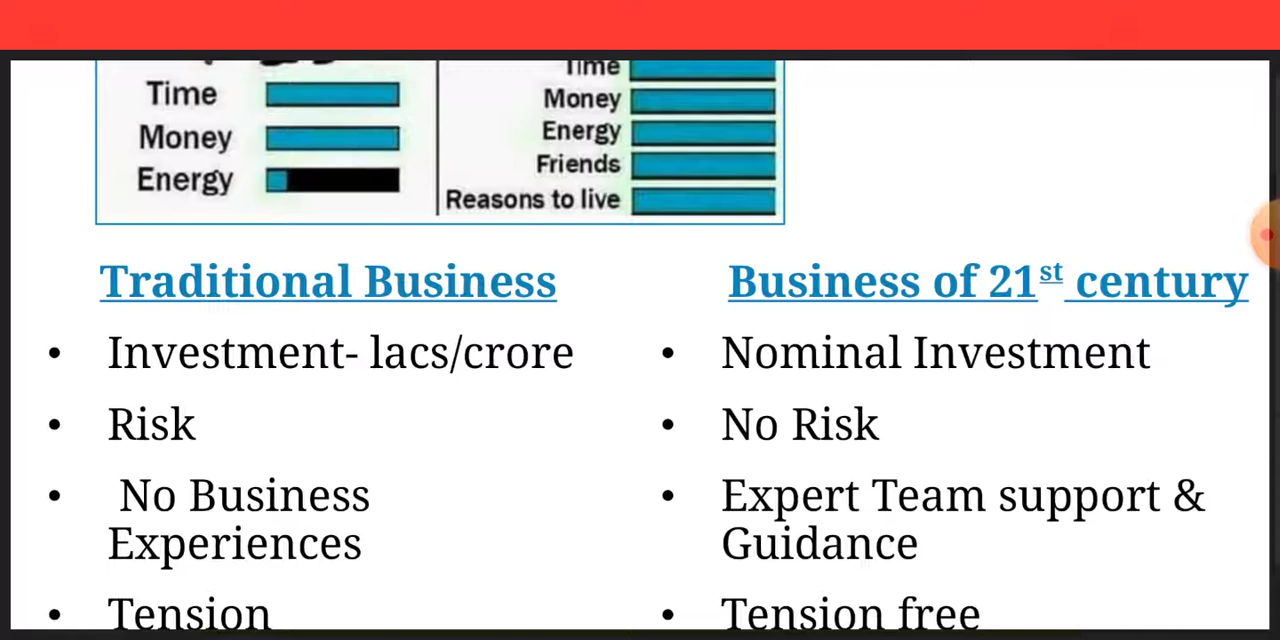 Time
Money
Energy
Time
Money
Energy
Friends
Reasons to live
Traditional Business
• Investment- lacs/crore
• Risk
• No Business
Experiences
• Tension
Business of 21st century
• Nominal Investment
• No Risk
• Expert Team support &
Guidance
• Tension free